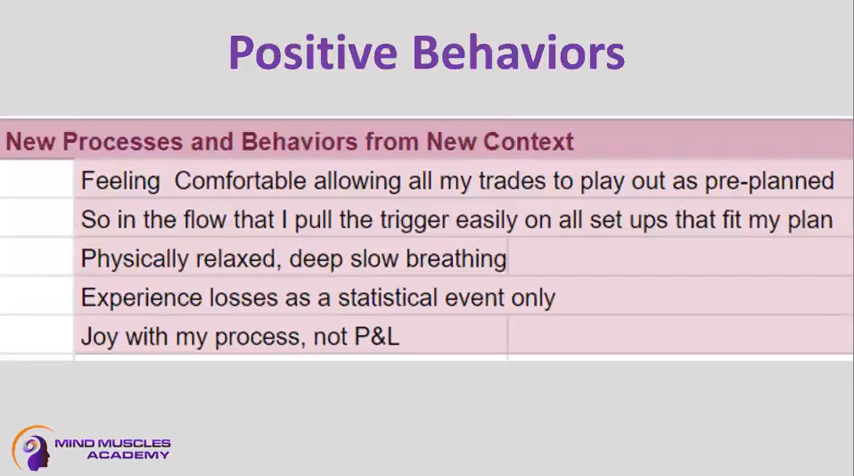 Positive Behaviors
New Processes and Behaviors from New Context
Feeling  Comfortable allowing all my trades to play out as pre-planned
So in the flow that I pull the trigger easily on all set ups that fit my plan
Physically relaxed, deep slow breathing
Experience losses as a statistical event only
Joy with my process, not P&L
MIND MUSCLES
ACADEMY